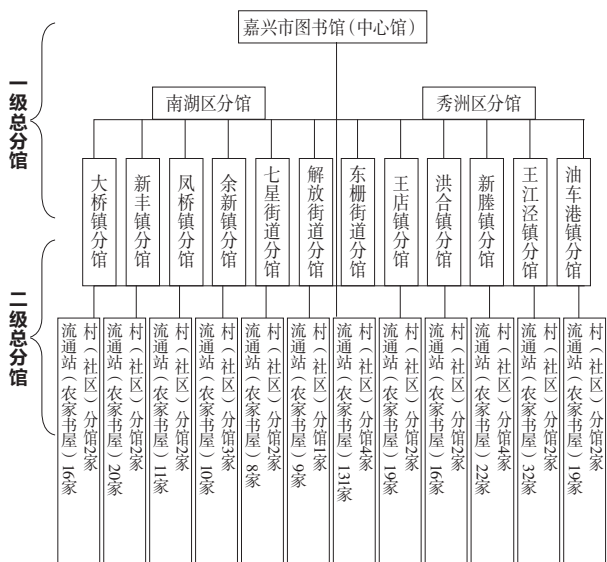 嘉兴市图书馆（中心馆）
一级总分馆
南湖区分馆
秀洲区分馆
大桥镇分馆
新丰镇分馆
凤桥镇分馆
余新镇分馆
七星街道分馆
解放街道分馆
东栅街道分馆
王店镇分馆
洪合镇分馆
新塍镇分馆
王江泾镇分馆
油车港镇分馆
二级总分馆
村（社区）分馆2家
流通站（农家书屋）16家
村（社区）分馆2家
流通站（农家书屋）20家
村（社区）分馆2家
流通站（农家书屋）11家
村（社区）分馆3家
流通站（农家书屋）10家
村（社区）分馆2家
流通站（农家书屋）8家
村（社区）分馆1家
流通站（农家书屋）9家
村（社区）分馆4家
流通站（农家书屋）131家
村（社区）分馆2家
流通站（农家书屋）19家
村（社区）分馆2家
流通站（农家书屋）16家
村（社区）分馆4家
流通站（农家书屋）22家
村（社区）分馆2家
流通站（农家书屋）32家
村（社区）分馆2家
流通站（农家书屋）19家